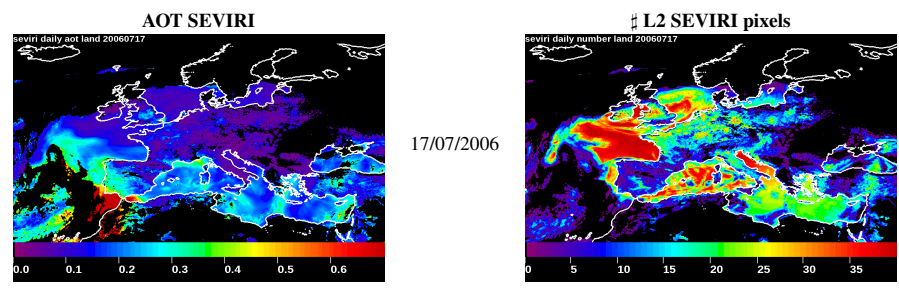 AOT SEVIRI
seviri daily aot land 20060717
0.0 0.1 0.2 0.3 0.4 0.5 0.6
17/07/2006
♯ L2 SEVIRI pixels
seviri daily number land 20060717
0 5 10 15 20 25 30 35